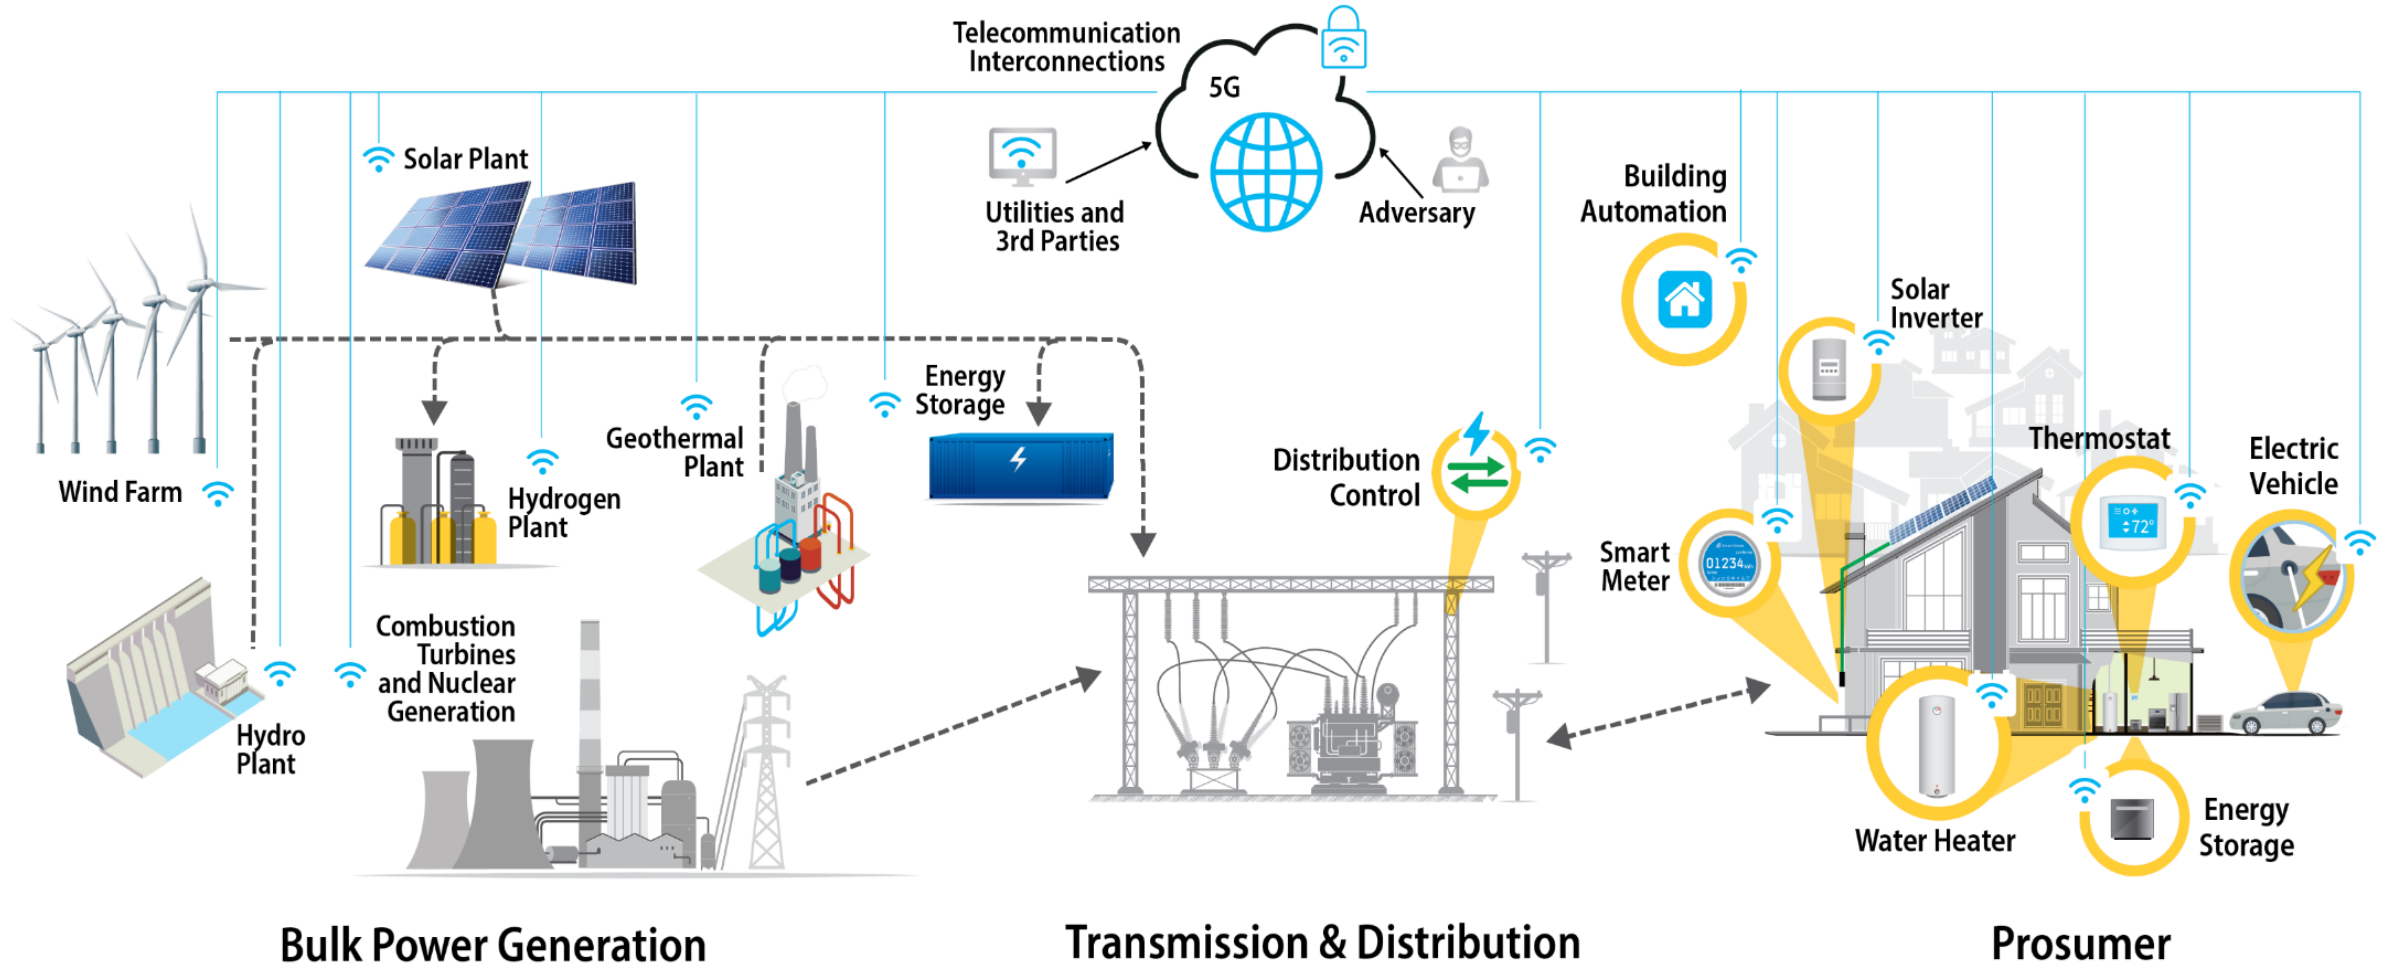 Telecommunication
Interconnections
5G
Solar Plant
Utilities and
3rd Parties
Adversary
Building
Automation
Solar
Inverter
Energy
Storage
Geothermal
Plant
Wind Farm
Hydrogen
Plant
Distribution
Control
Thermostat
72°
Electric
Vehicle
Smart
Meter
01234
Combustion
Turbines
and Nuclear
Generation
Hydro
Plant
Water Heater
Energy
Storage
Bulk Power Generation
Transmission & Distribution
Prosumer